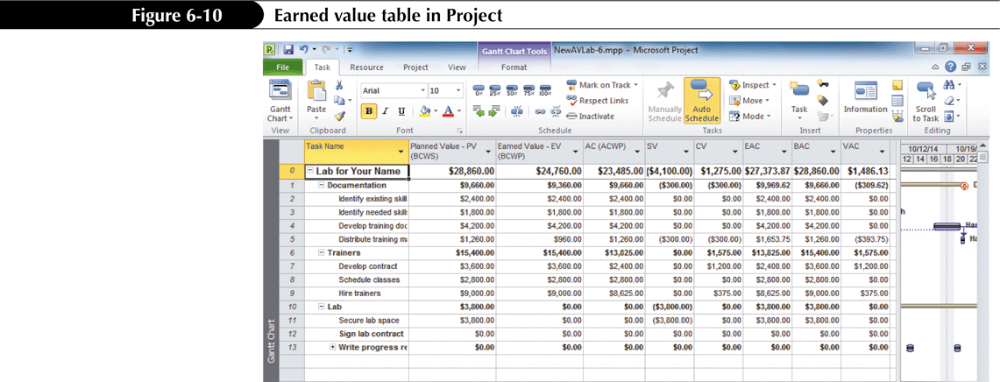 Figure 6-10 Earned value table in Project
Gantt Chart Tools NewAVLab-6.mpp - Microsoft Project
File Task Resource Project View Format
Arial 10 0% 25% 50% 75% 100% Mark on Track Inspect
Gantt Chart Paste B I U A Respect Links Manually Schedule Auto Schedule Move Task Information Scroll to Task
Inactivate Mode
View Clipboard Font Schedule Tasks Insert Properties Editing
Task Name Planned Value - PV (BCWS) Earned Value - EV (BCWP) AC (ACWP) SV CV EAC BAC VAC 10/12/14 10/19/
12 14 16 18 20 22
0 Lab for Your Name $28,860.00 $24,760.00 $23,485.00 ($4,100.00) $1,275.00 $27,373.87 $28,860.00 $1,486.13
1 Documentation $9,660.00 $9,360.00 $9,660.00 ($300.00) ($300.00) $9,969.62 $9,660.00 ($309.62)
2 Identify existing skill $2,400.00 $2,400.00 $2,400.00 $0.00 $0.00 $2,400.00 $2,400.00 $0.00
3 Identify needed skill $1,800.00 $1,800.00 $1,800.00 $0.00 $0.00 $1,800.00 $1,800.00 $0.00
4 Develop training doc $4,200.00 $4,200.00 $4,200.00 $0.00 $0.00 $4,200.00 $4,200.00 $0.00 Har
5 Distribute training m $1,260.00 $960.00 $1,260.00 ($300.00) ($300.00) $1,653.75 $1,260.00 ($393.75) Ha
6 Trainers $15,400.00 $15,400.00 $13,825.00 $0.00 $1,575.00 $13,825.00 $15,400.00 $1,575.00
7 Develop contract $3,600.00 $3,600.00 $2,400.00 $0.00 $1,200.00 $2,400.00 $3,600.00 $1,200.00
8 Schedule classes $2,800.00 $2,800.00 $2,800.00 $0.00 $0.00 $2,800.00 $2,800.00 $0.00
9 Hire trainers $9,000.00 $9,000.00 $8,625.00 $0.00 $375.00 $8,625.00 $9,000.00 $375.00
10 Lab $3,800.00 $0.00 $0.00 ($3,800.00) $0.00 $3,800.00 $3,800.00 $0.00
11 Secure lab space $3,800.00 $0.00 $0.00 ($3,800.00) $0.00 $3,800.00 $3,800.00 $0.00
12 Sign lab contract $0.00 $0.00 $0.00 $0.00 $0.00 $0.00 $0.00 $0.00
13 Write progress re $0.00 $0.00 $0.00 $0.00 $0.00 $0.00 $0.00 $0.00
Gantt Chart